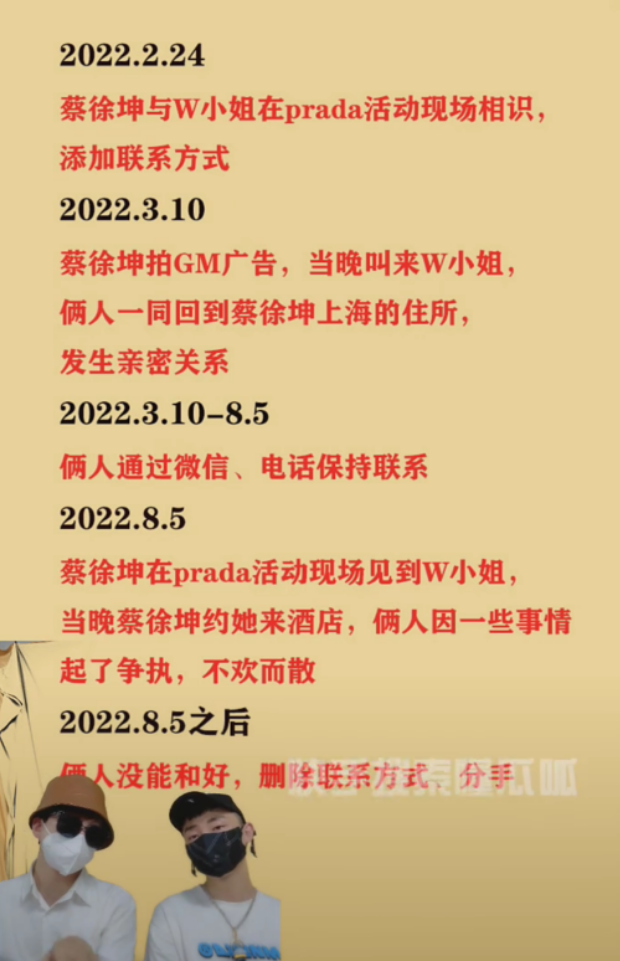 2022.2.24
蔡徐坤与W小姐在prada活动现场相识，
添加联系方式
2022.3.10
蔡徐坤拍GM广告，当晚叫来W小姐，
俩人一同回到蔡徐坤上海的住所，
发生亲密关系
2022.3.10-8.5
俩人通过微信、电话保持联系
2022.8.5
蔡徐坤在prada活动现场见到W小姐，
当晚蔡徐坤约她来酒店，俩人因一些事情
起了争执，不欢而散
2022.8.5之后
俩人没能和好，删除联系方式、分手